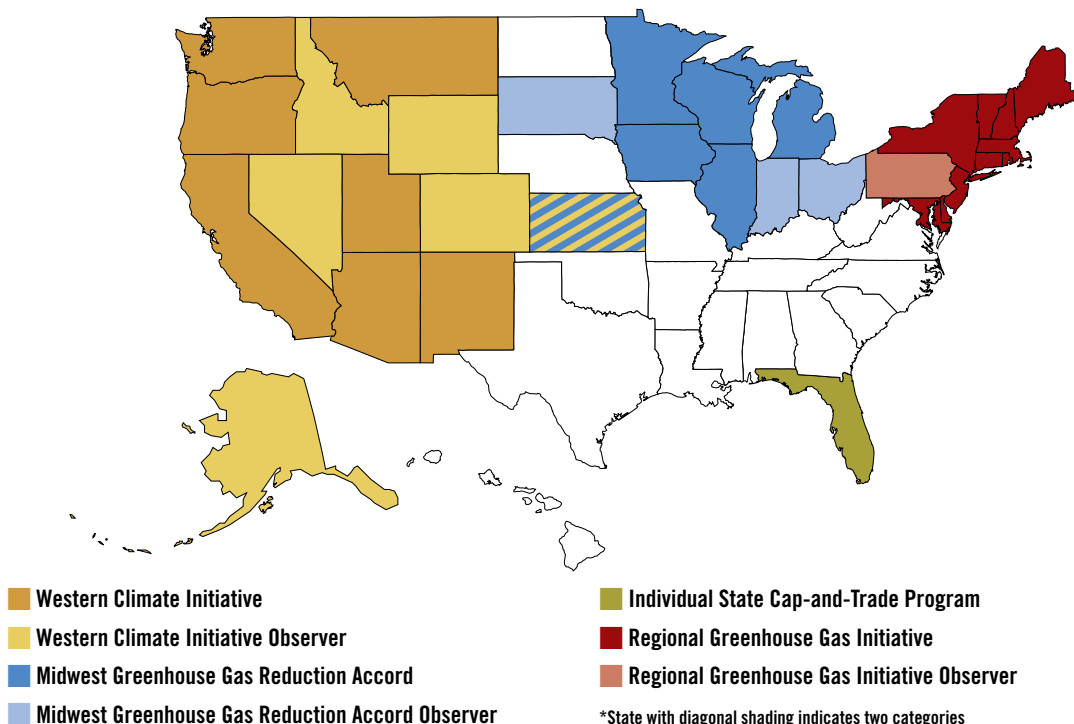 Western Climate Initiative
Western Climate Initiative Observer
Midwest Greenhouse Gas Reduction Accord
Midwest Greenhouse Gas Reduction Accord Observer
Individual State Cap-and-Trade Program
Regional Greenhouse Gas Initiative
Regional Greenhouse Gas Initiative Observer
*State with diagonal shading indicates two categories